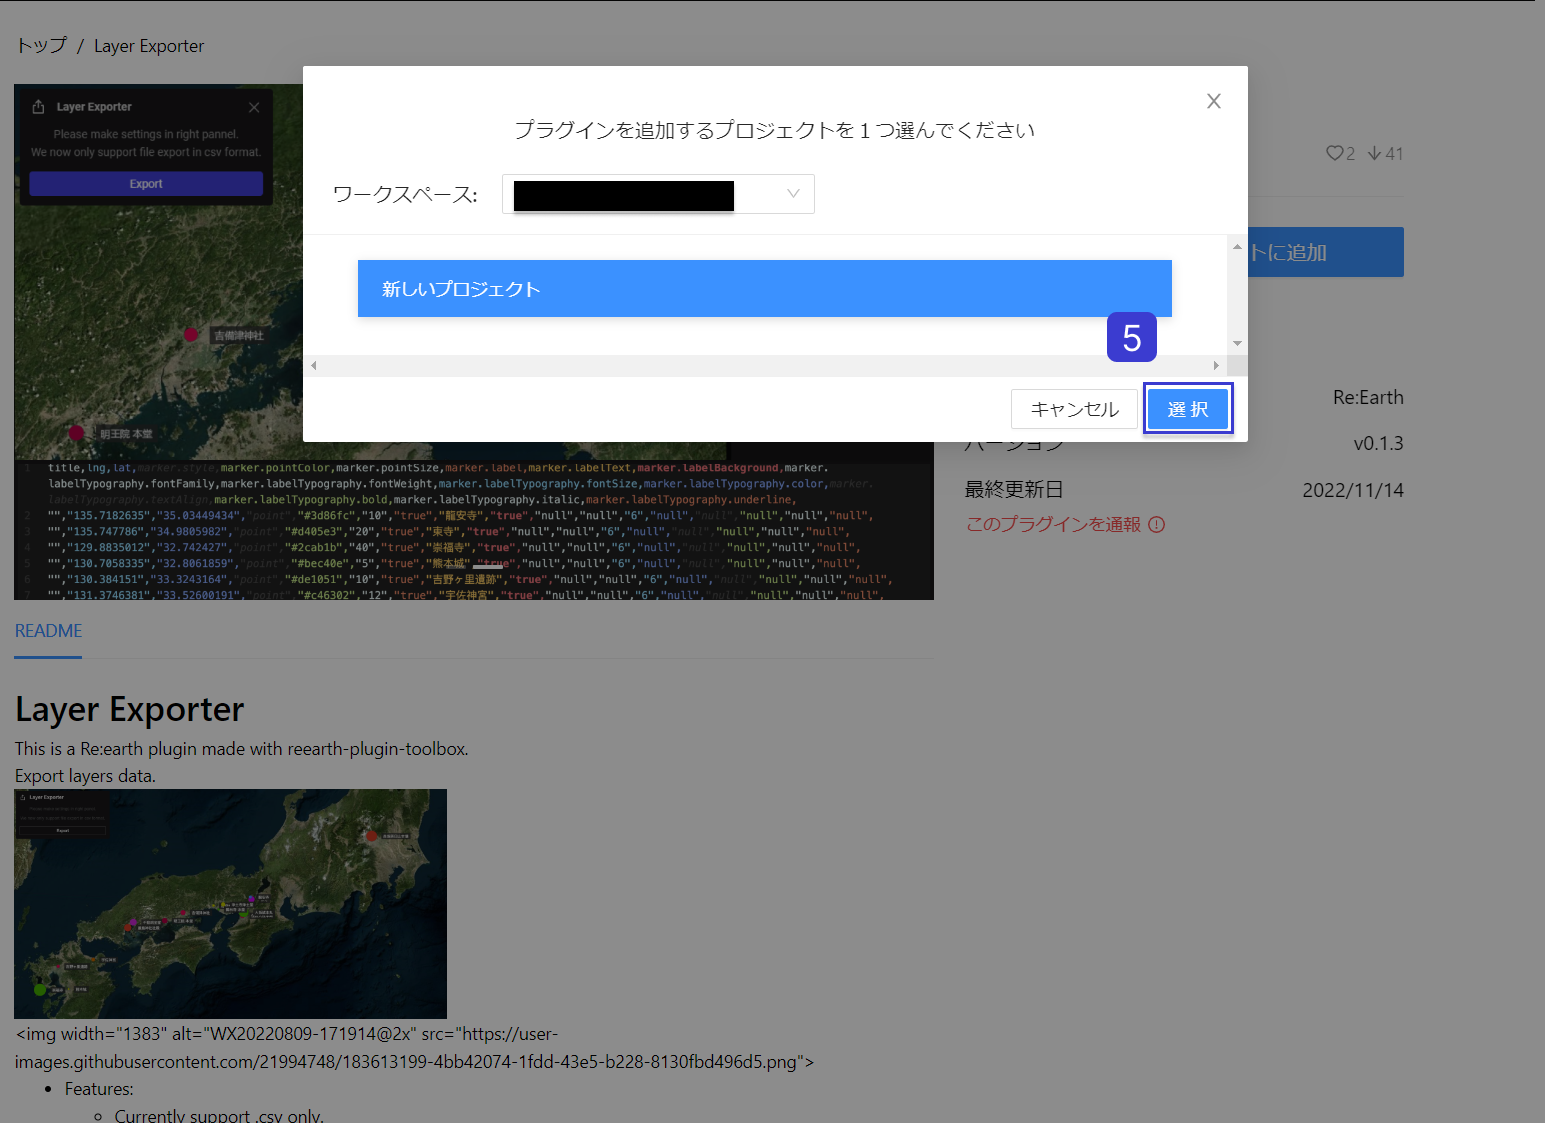 トップ / Layer Exporter
Layer Exporter
Please make settings in right pannel.
We now only support file export in csv format.
Export
吉備津神社
明王院 本堂
プラグインを追加するプロジェクトを１つ選んでください
ワークスペース:
新しいプロジェクト
5
キャンセル
選択
2 41
トに追加
Re:Earth
バージョン v0.1.3
最終更新日 2022/11/14
このプラグインを通報
1 title,lng,lat,marker.style,marker.pointColor,marker.pointSize,marker.label,marker.labelText,marker.labelBackground,marker.
labelTypography.fontFamily,marker.labelTypography.fontWeight,marker.labelTypography.fontSize,marker.labelTypography.color,marker.
labelTypography.textAlign,marker.labelTypography.bold,marker.labelTypography.italic,marker.labelTypography.underline,
2 "","135.7182635","35.03449434","point","#3d86fc","10","true","龍安寺","true","null","null","6","null","null","null","null","null",
3 "","135.747786","34.9805982","point","#d405e3","20","true","東寺","true","null","null","6","null","null","null","null","null",
4 "","129.8835012","32.742427","point","#2cab1b","40","true","崇福寺","true","null","null","6","null","null","null","null","null",
5 "","130.7058335","32.8061859","point","#bec40e","5","true","熊本城","true","null","null","6","null","null","null","null","null",
6 "","130.384151","33.3243164","point","#de1051","10","true","吉野ヶ里遺跡","true","null","null","6","null","null","null","null","null",
7 "","131.3746381","33.52600191","point","#c46302","12","true","宇佐神宮","true","null","null","6","null","null","null","null","null",
README
Layer Exporter
This is a Re:earth plugin made with reearth-plugin-toolbox.
Export layers data.
Layer Exporter
Export
<img width="1383" alt="WX20220809-171914@2x" src="https://user-
images.githubusercontent.com/21994748/183613199-4bb42074-1fdd-43e5-b228-8130fbd496d5.png">
Features:
Currently support .csv only.